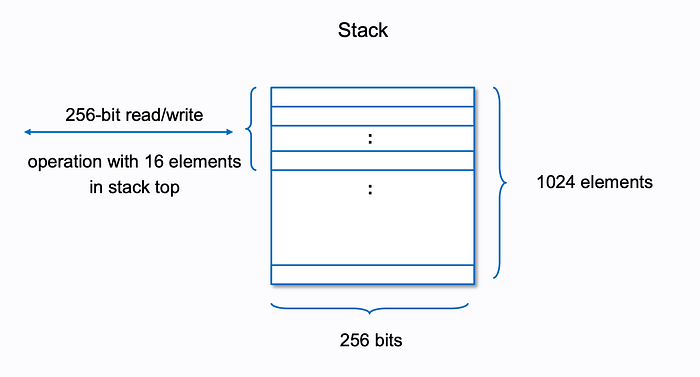 Stack
256-bit read/write
operation with 16 elements
in stack top
:
:
1024 elements
256 bits